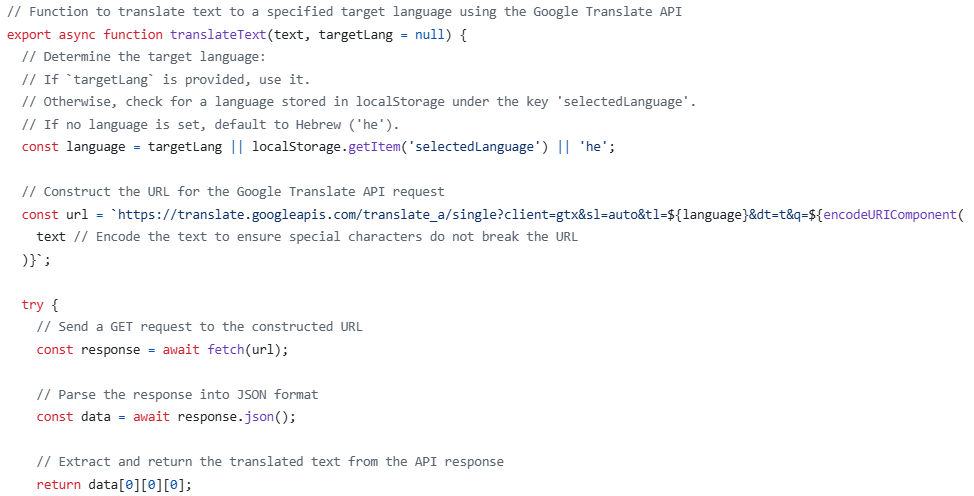 // Function to translate text to a specified target language using the Google Translate API
export async function translateText(text, targetLang = null) {
  // Determine the target language:
  // If `targetLang` is provided, use it.
  // Otherwise, check for a language stored in localStorage under the key 'selectedLanguage'.
  // If no language is set, default to Hebrew ('he').
  const language = targetLang || localStorage.getItem('selectedLanguage') || 'he';

  // Construct the URL for the Google Translate API request
  const url = `https://translate.googleapis.com/translate_a/single?client=gtx&sl=auto&tl=${language}&dt=t&q=${encodeURIComponent(
    text // Encode the text to ensure special characters do not break the URL
  )}`;

  try {
    // Send a GET request to the constructed URL
    const response = await fetch(url);

    // Parse the response into JSON format
    const data = await response.json();

    // Extract and return the translated text from the API response
    return data[0][0][0];